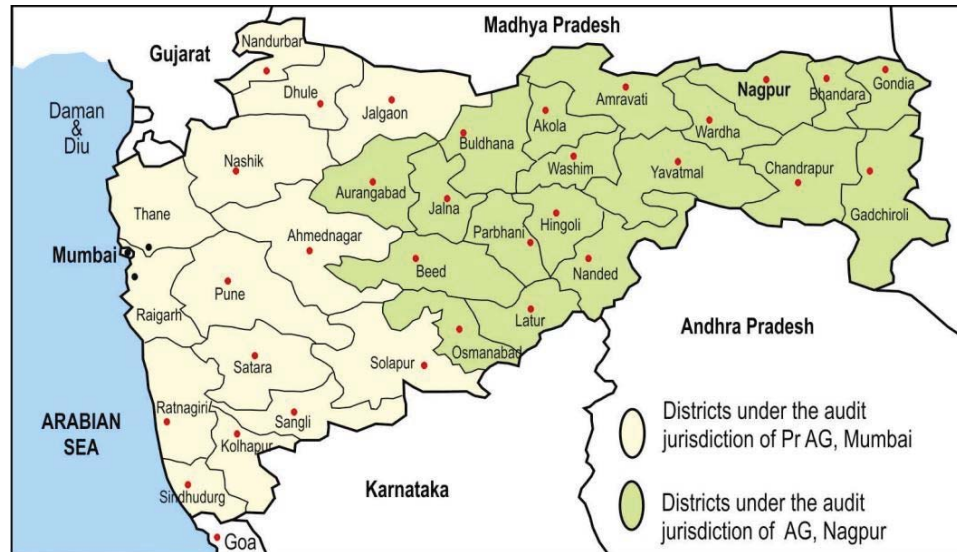 Madhya Pradesh
Gujarat
Nandurbar
Dhule
Jalgaon
Daman
&
Diu
Nashik
Buldhana
Akola
Amravati
Nagpur
Bhandara
Gondia
Wardha
Washim
Yavatmal
Chandrapur
Gadchiroli
Aurangabad
Jalna
Parbhani
Hingoli
Nanded
Thane
Mumbai
Ahmednagar
Beed
Pune
Raigarh
Latur
Osmanabad
Solapur
Satara
Andhra Pradesh
ARABIAN
SEA
Ratnagiri
Sangli
Kolhapur
Sindhudurg
Karnataka
Goa
Districts under the audit
jurisdiction of Pr AG, Mumbai
Districts under the audit
jurisdiction of AG, Nagpur